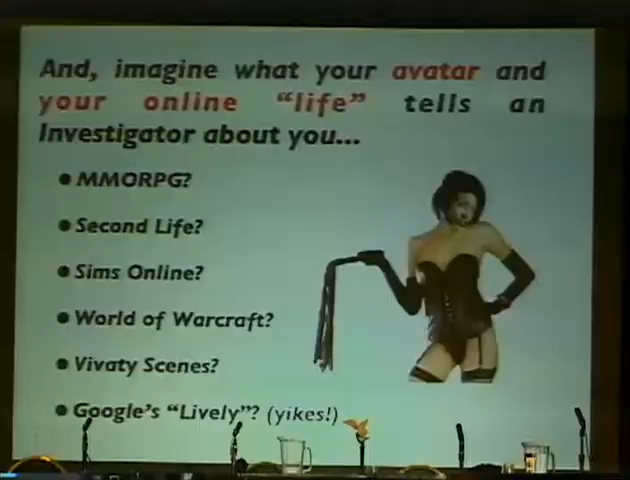 And, imagine what your avatar and
your online “life” tells an
Investigator about you...
• MMORPG?
• Second Life?
• Sims Online?
• World of Warcraft?
• Vivaty Scenes?
• Google’s “Lively”? (yikes!)